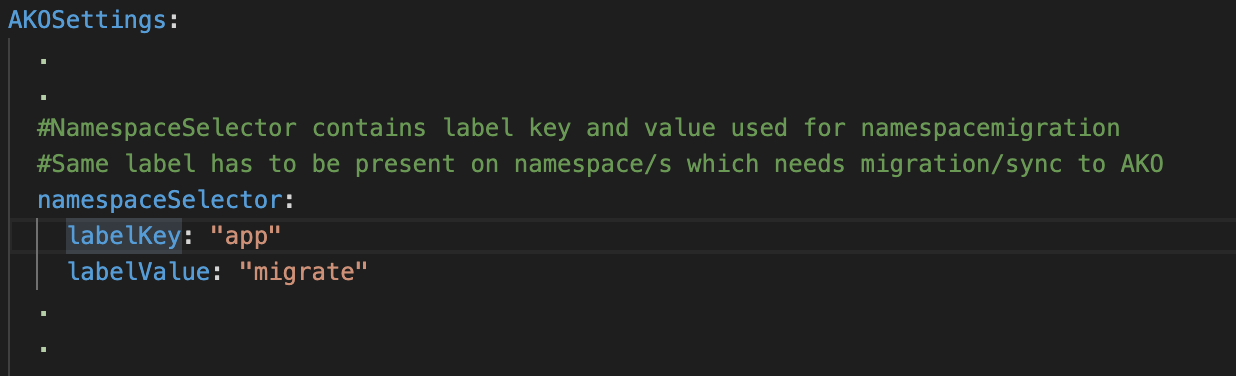 AKOSettings:
.
.
#NamespaceSelector contains label key and value used for namespacemigration
#Same label has to be present on namespace/s which needs migration/sync to AKO
namespaceSelector:
labelKey: "app"
labelValue: "migrate"
.
.